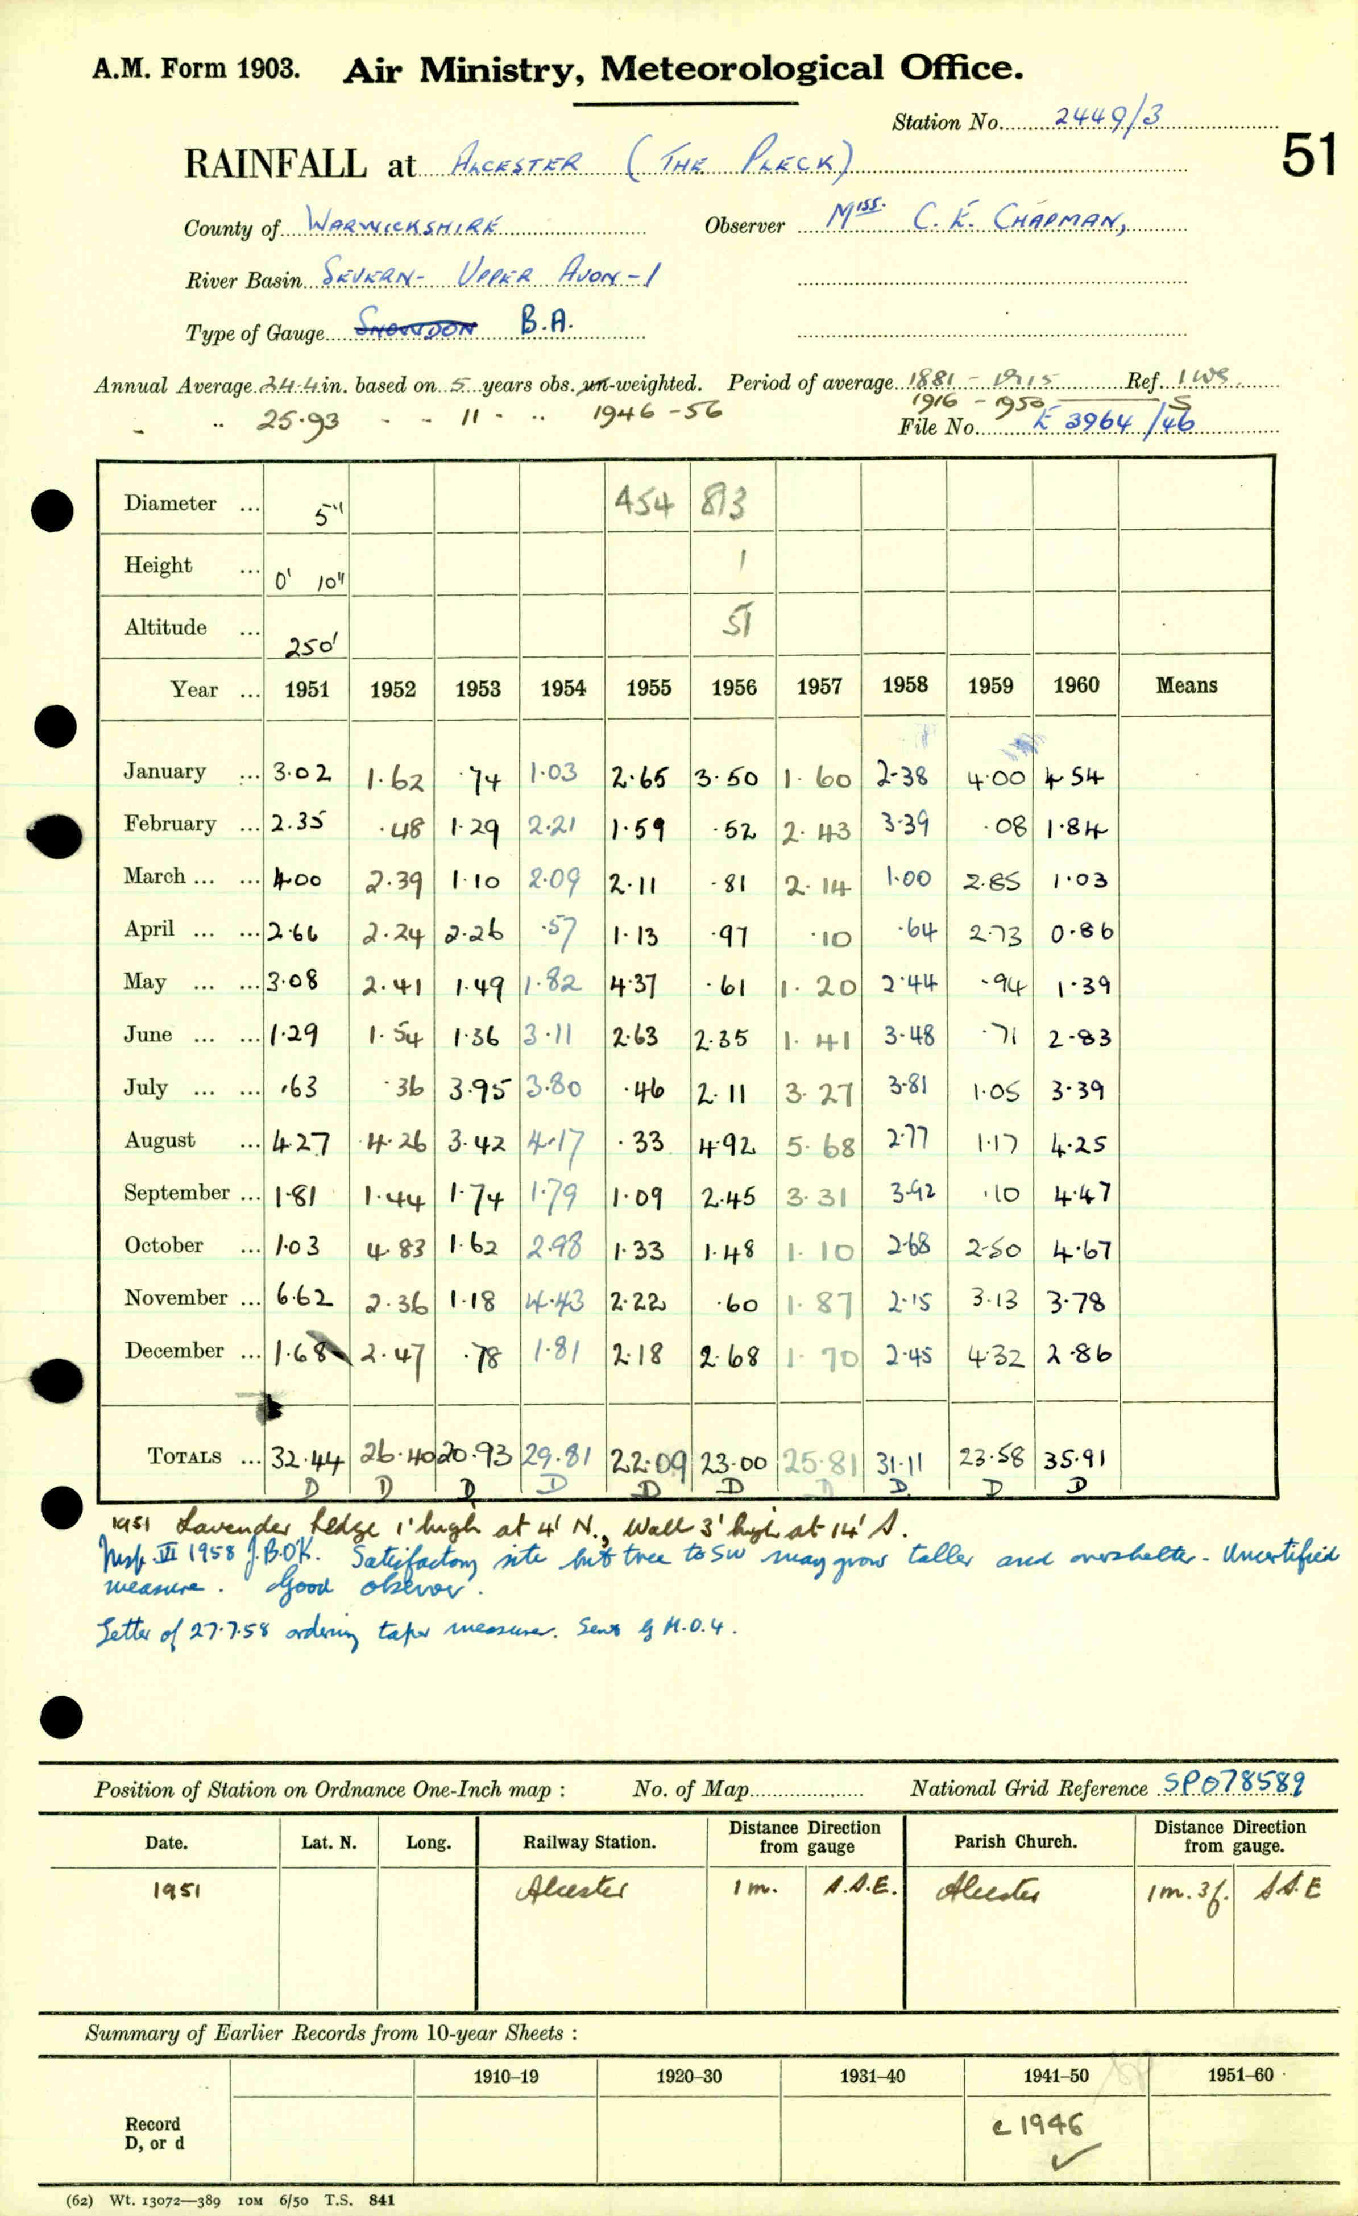 A.M. Form 1903. Air Ministry, Meteorological Office.
Station No. 2449/3
51
RAINFALL at ALCESTER (THE PLECK)
County of WARWICKSHIRE Observer MISS. C. E. CHAPMAN,
River Basin SEVERN - UPPER AVON - 1
Type of Gauge SNOWDON B.A.
Annual Average 24.4 in. based on 5 years obs. un-weighted. Period of average 1881 - 1915 Ref. 1 WS
1916 - 1950 S
- .. 25.93 - - 11 - .. 1946 - 56 File No. E 3964/46
Diameter ... 5" 454 813
Height ... 0' 10" 1
Altitude ... 250' 51
Year ... 1951 1952 1953 1954 1955 1956 1957 1958 1959 1960 Means
January ... 3.02 1.62 .74 1.03 2.65 3.50 1.60 2.38 4.00 4.54
February ... 2.35 .48 1.29 2.21 1.59 .52 2.43 3.39 .08 1.84
March ... ... 4.00 2.39 1.10 2.09 2.11 .81 2.14 1.00 2.85 1.03
April ... ... 2.66 2.24 2.26 .57 1.13 .97 .10 .64 2.73 0.86
May ... ... 3.08 2.41 1.49 1.82 4.37 .61 1.20 2.44 .94 1.39
June ... ... 1.29 1.54 1.36 3.11 2.63 2.35 1.41 3.48 .71 2.83
July ... ... .63 .36 3.95 3.80 .46 2.11 3.27 3.81 1.05 3.39
August ... 4.27 4.26 3.42 4.17 .33 4.92 5.68 2.77 1.17 4.25
September ... 1.81 1.44 1.74 1.79 1.09 2.45 3.31 3.92 .10 4.47
October ... 1.03 4.83 1.62 2.98 1.33 1.48 1.10 2.68 2.50 4.67
November ... 6.62 2.36 1.18 4.43 2.22 .60 1.87 2.15 3.13 3.78
December ... 1.68 2.47 .78 1.81 2.18 2.68 1.70 2.45 4.32 2.86
TOTALS ... 32.44 26.40 20.93 29.81 22.09 23.00 25.81 31.11 23.58 35.91
D D D D D D D D D D
1951 Lavender hedge 1' high at 4' N., Wall 3' high at 14' S.
Insp. VI 1958 J.B.O'K. Satisfactory site but tree to SW may grow taller and overshelter - Uncertified
measure. Good observer.
Letter of 27.7.58 ordering taper measure. Sent by M.O.4.
Position of Station on Ordnance One-Inch map : No. of Map National Grid Reference SP078589
Date. Lat. N. Long. Railway Station. Distance Direction from gauge Parish Church. Distance Direction from gauge.
1951 Alcester 1 m. S.S.E. Alcester 1 m. 3 f. S.S.E
Summary of Earlier Records from 10-year Sheets :
1910–19 1920–30 1931–40 1941–50 1951–60
Record
D, or d
c 1946 ✓
(62) Wt. 13072—389 10M 6/50 T.S. 841